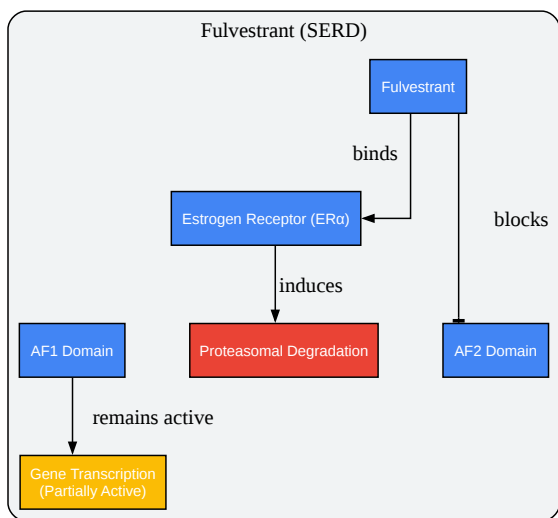 Fulvestrant (SERD)
Fulvestrant
binds
Estrogen Receptor (ERα)
blocks
induces
AF1 Domain
Proteasomal Degradation
AF2 Domain
remains active
Gene Transcription
(Partially Active)